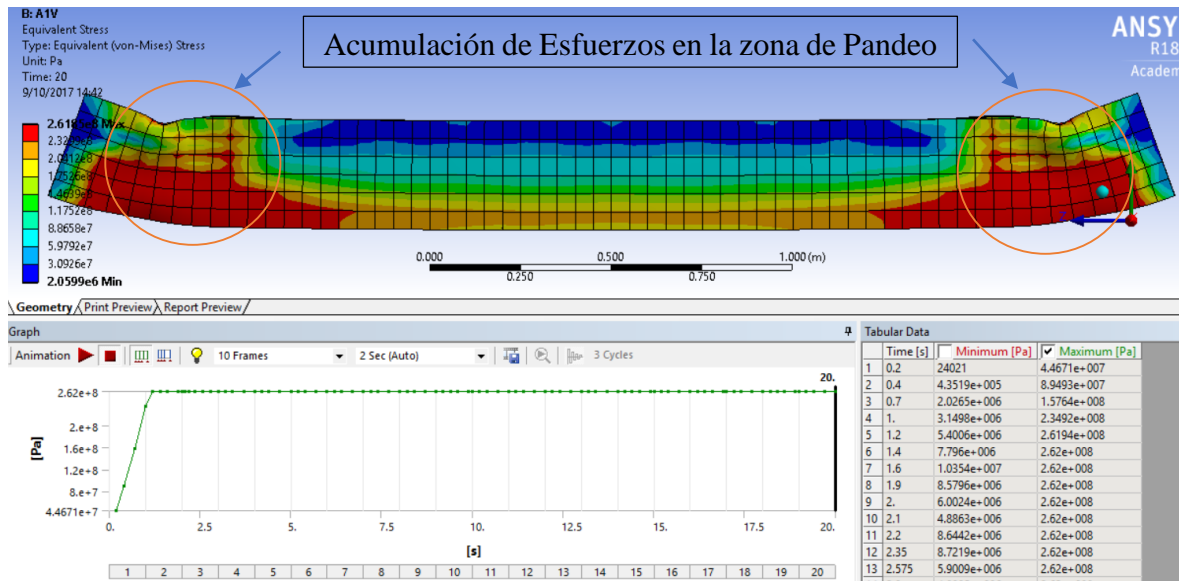 B: A1V
Equivalent Stress
Type: Equivalent (von-Mises) Stress
Unit: Pa
Time: 20
9/10/2017 14:42
Acumulación de Esfuerzos en la zona de Pandeo
ANSY
R18
Academ
Max
1.1752e8
8.8658e7
5.9792e7
3.0926e7
2.0599e6 Min
0.000
0.500
1.000 (m)
0.250
0.750
Geometry Print Preview Report Preview
Graph
Animation 10 Frames 2 Sec (Auto) 3 Cycles
20.
2.62e+8
2.e+8
1.6e+8
1.2e+8
8.e+7
4.4671e+7
[Pa]
0. 2.5 5. 7.5 10. 12.5 15. 17.5 20.
[s]
1 2 3 4 5 6 7 8 9 10 11 12 13 14 15 16 17 18 19 20
Tabular Data
Time [s] Minimum [Pa] Maximum [Pa]
1 0.2 24021 4.4671e+007
2 0.4 4.3519e+005 8.9493e+007
3 0.7 2.0265e+006 1.5764e+008
4 1. 3.1498e+006 2.3492e+008
5 1.2 5.4006e+006 2.6194e+008
6 1.4 7.796e+006 2.62e+008
7 1.6 1.0354e+007 2.62e+008
8 1.9 8.5796e+006 2.62e+008
9 2. 6.0024e+006 2.62e+008
10 2.1 4.8863e+006 2.62e+008
11 2.2 8.6442e+006 2.62e+008
12 2.35 8.7219e+006 2.62e+008
13 2.575 5.9009e+006 2.62e+008